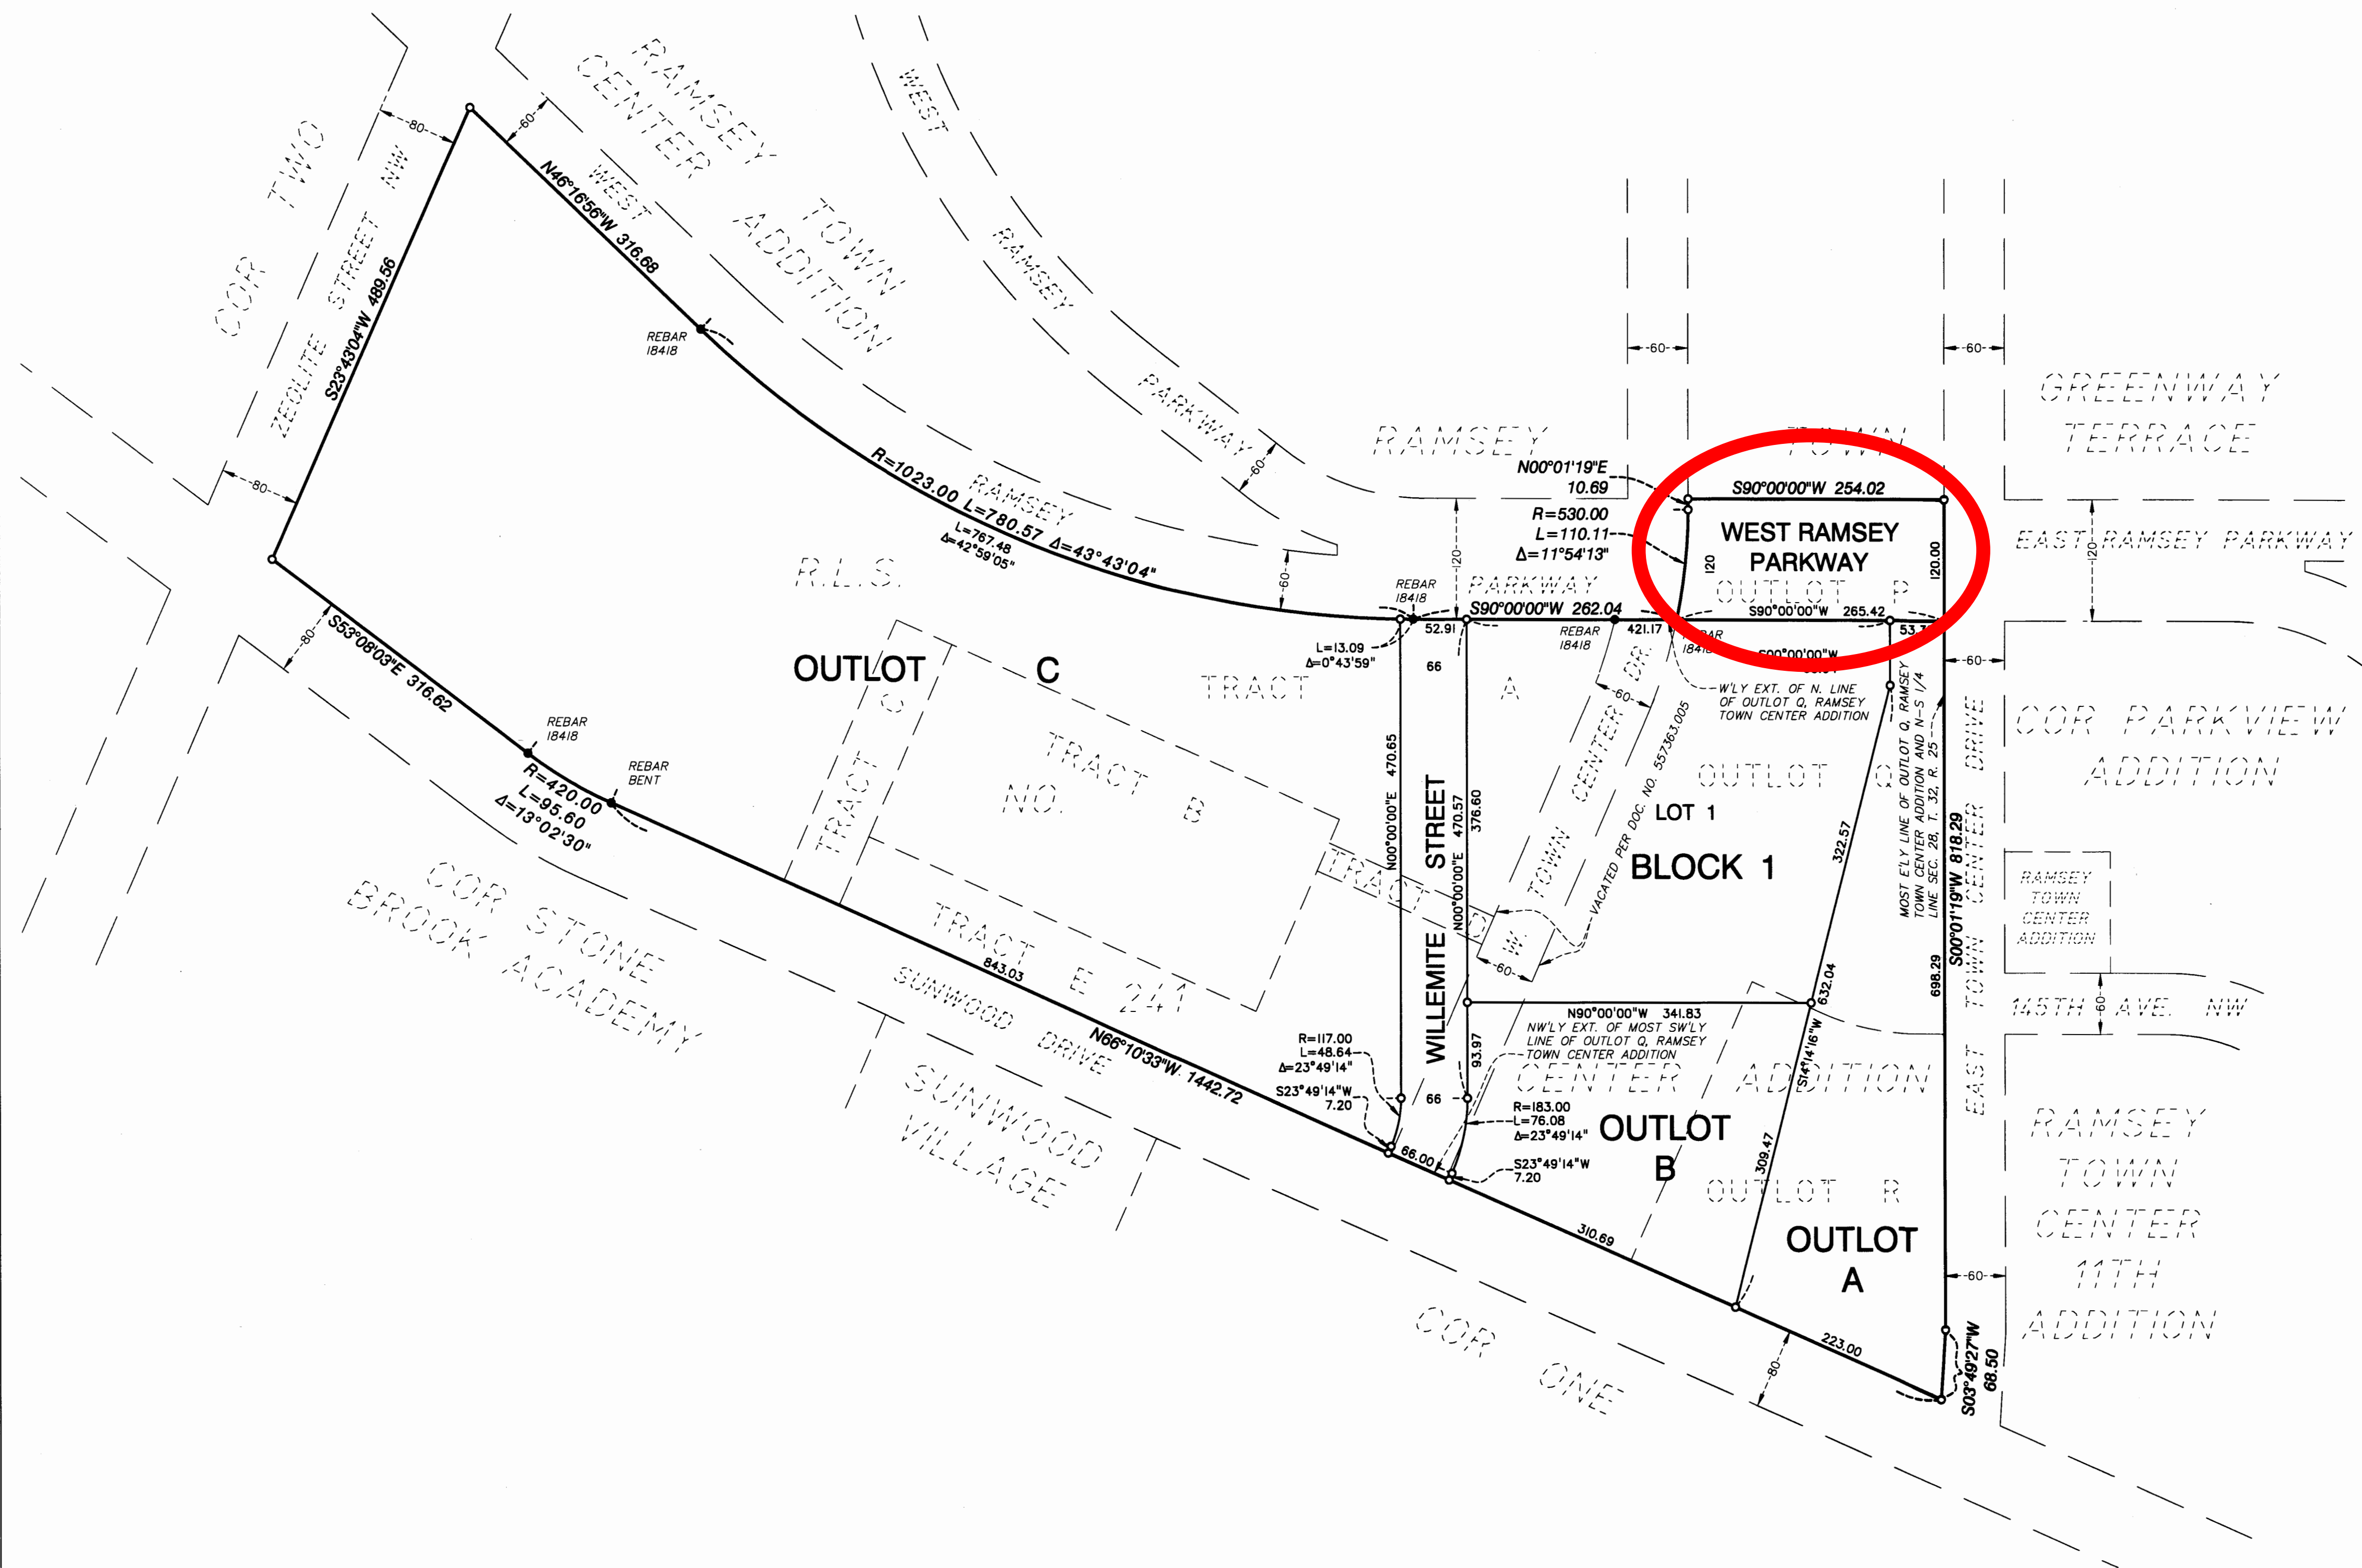 COR TWO
ZEOLITE STREET NW
-80-
-80-
S23°43'04"W 489.56
N46°16'56"W 316.68
-60-
RAMSEY TOWN
CENTER ADDITION
WEST
RAMSEY
WEST
RAMSEY
PARKWAY
-60-
REBAR
18418
R=1023.00 L=780.57 Δ=43°43'04"
L=767.48
Δ=42°59'05"
-60-
S53°08'03"E 316.62
-80-
REBAR
18418
R=420.00
L=95.60
Δ=13°02'30"
REBAR
BENT
R.L.S.
OUTLOT C
TRACT C
TRACT B
NO.
TRACT E
241
TRACT D
TRACT A
COR STONE
BROOK ACADEMY
843.03
SUNWOOD DRIVE
N66°10'33"W 1442.72
SUNWOOD
VILLAGE
COR ONE
RAMSEY TOWN
-60-
-60-
GREENWAY
TERRACE
N00°01'19"E
10.69
R=530.00
L=110.11
Δ=11°54'13"
S90°00'00"W 254.02
WEST RAMSEY
PARKWAY
120
120.00
OUTLOT P
S90°00'00"W 265.42
EAST RAMSEY PARKWAY
-120-
-120-
REBAR
18418
PARKWAY
S90°00'00"W 262.04
52.91
L=13.09
Δ=0°43'59"
66
REBAR
18418
421.17
S00°00'00"W
-60-
W'LY EXT. OF N. LINE
OF OUTLOT Q, RAMSEY
TOWN CENTER ADDITION
-60-
W. TOWN CENTER DR.
VACATED PER DOC. NO. 557363.005
-60-
OUTLOT Q
LOT 1
BLOCK 1
N00°00'00"E 470.65
WILLEMITE STREET
N00°00'00"E 470.57
376.60
322.57
632.04
S14°14'16"W
309.47
MOST E'LY LINE OF OUTLOT Q, RAMSEY
TOWN CENTER ADDITION AND N-S 1/4
LINE SEC. 28, T. 32, R. 25
S00°01'19"W 818.29
698.29
EAST TOWN CENTER DRIVE
COR PARKVIEW
ADDITION
RAMSEY
TOWN
CENTER
ADDITION
145TH AVE. NW
-60-
N90°00'00"W 341.83
NW'LY EXT. OF MOST SW'LY
LINE OF OUTLOT Q, RAMSEY
TOWN CENTER ADDITION
93.97
CENTER ADDITION
R=117.00
L=48.64
Δ=23°49'14"
S23°49'14"W
7.20
66
66.00
R=183.00
L=76.08
Δ=23°49'14"
S23°49'14"W
7.20
OUTLOT
B
OUTLOT R
OUTLOT
A
310.69
223.00
-60-
-80-
S03°49'27"W
68.50
RAMSEY
TOWN
CENTER
11TH
ADDITION